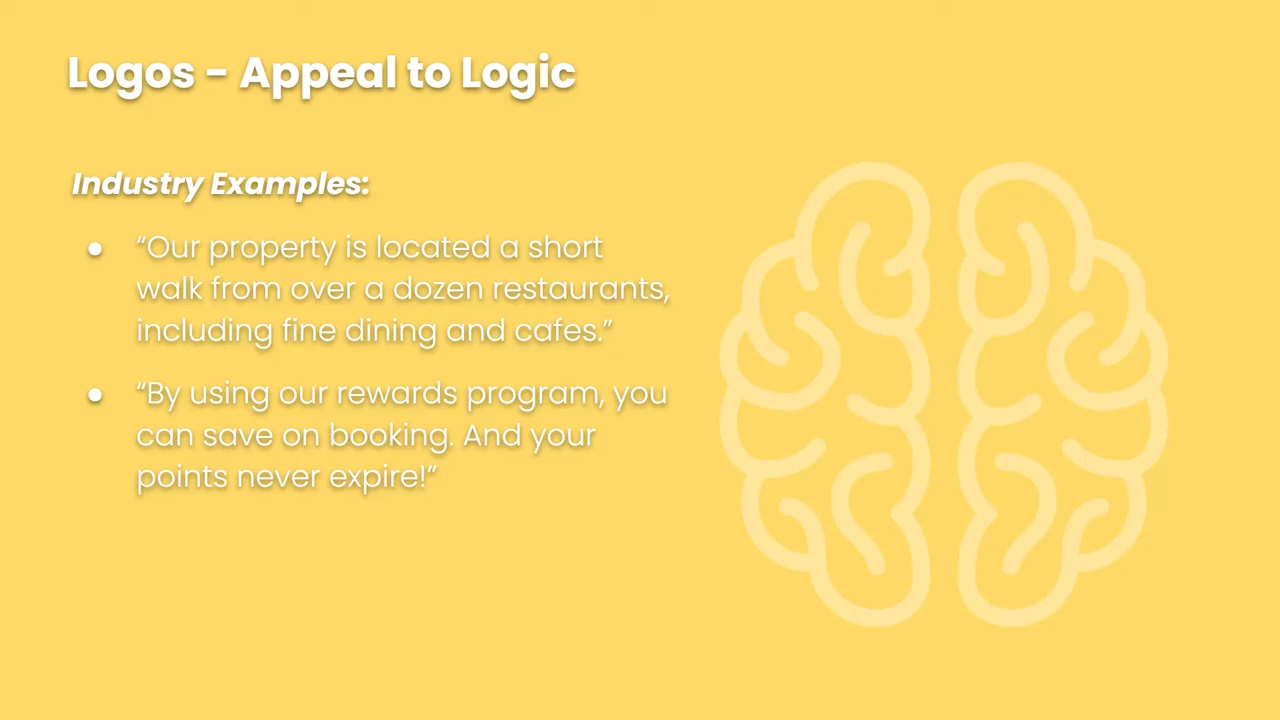 Logos - Appeal to Logic
Industry Examples:
● “Our property is located a short
walk from over a dozen restaurants,
including fine dining and cafes.”
● “By using our rewards program, you
can save on booking. And your
points never expire!”